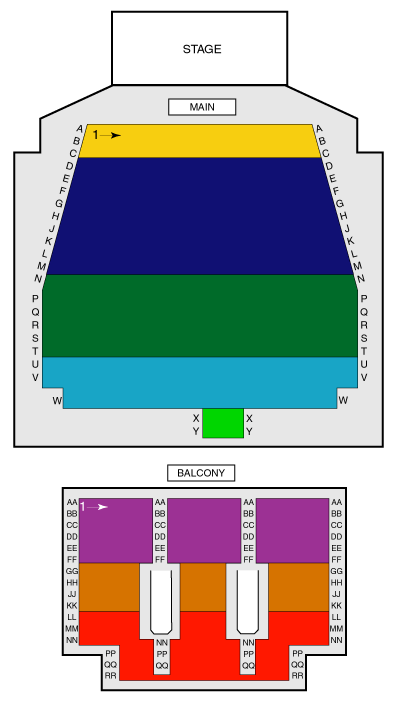 STAGE
MAIN
A 1 A
B B
C C
D D
E E
F F
G G
H H
J J
K K
L L
M M
N N
P P
Q Q
R R
S S
T T
U U
V V
W W
X X
Y Y
BALCONY
AA 1 AA BB AA
BB BB BB BB
CC CC CC CC
DD DD DD DD
EE EE EE EE
FF FF FF FF
GG GG
HH HH
JJ JJ
KK KK
LL LL
MM MM
NN NN NN NN
PP PP PP PP
QQ QQ QQ QQ
RR RR